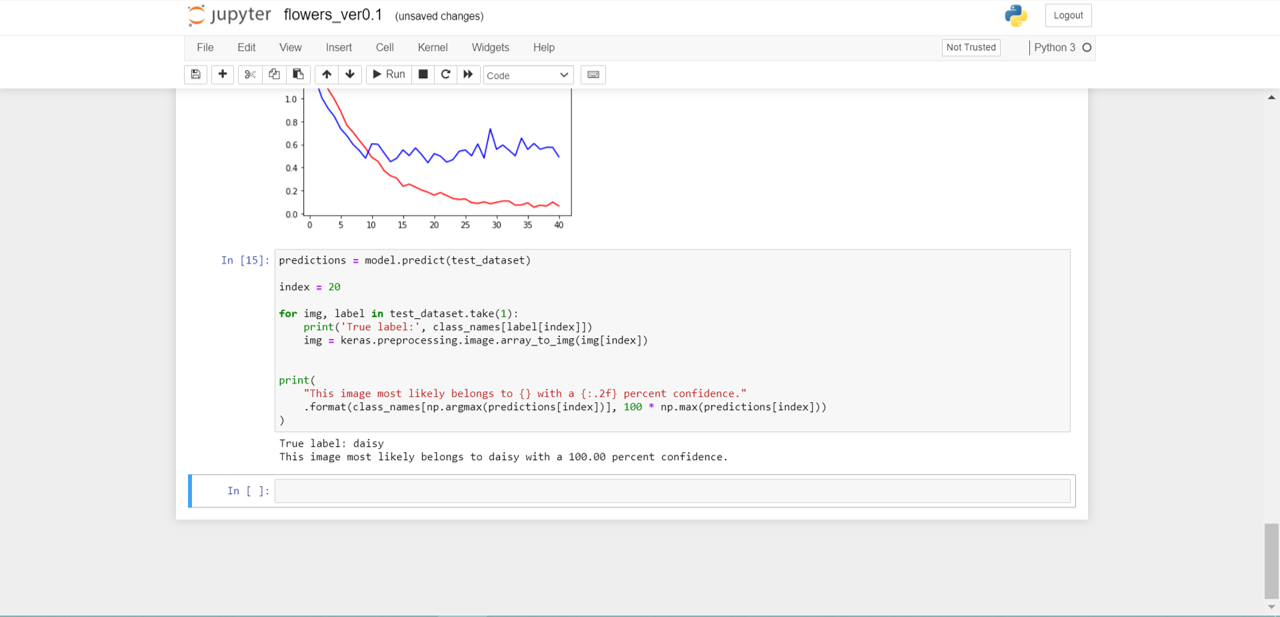 jupyter flowers_ver0.1 (unsaved changes) Logout
File Edit View Insert Cell Kernel Widgets Help Not Trusted Python 3
Run Code
1.0
0.8
0.6
0.4
0.2
0.0
0 5 10 15 20 25 30 35 40
In [15]: predictions = model.predict(test_dataset)
index = 20
for img, label in test_dataset.take(1):
    print('True label:', class_names[label[index]])
    img = keras.preprocessing.image.array_to_img(img[index])
print(
    "This image most likely belongs to {} with a {:.2f} percent confidence."
    .format(class_names[np.argmax(predictions[index])], 100 * np.max(predictions[index]))
)
True label: daisy
This image most likely belongs to daisy with a 100.00 percent confidence.
In [ ]: